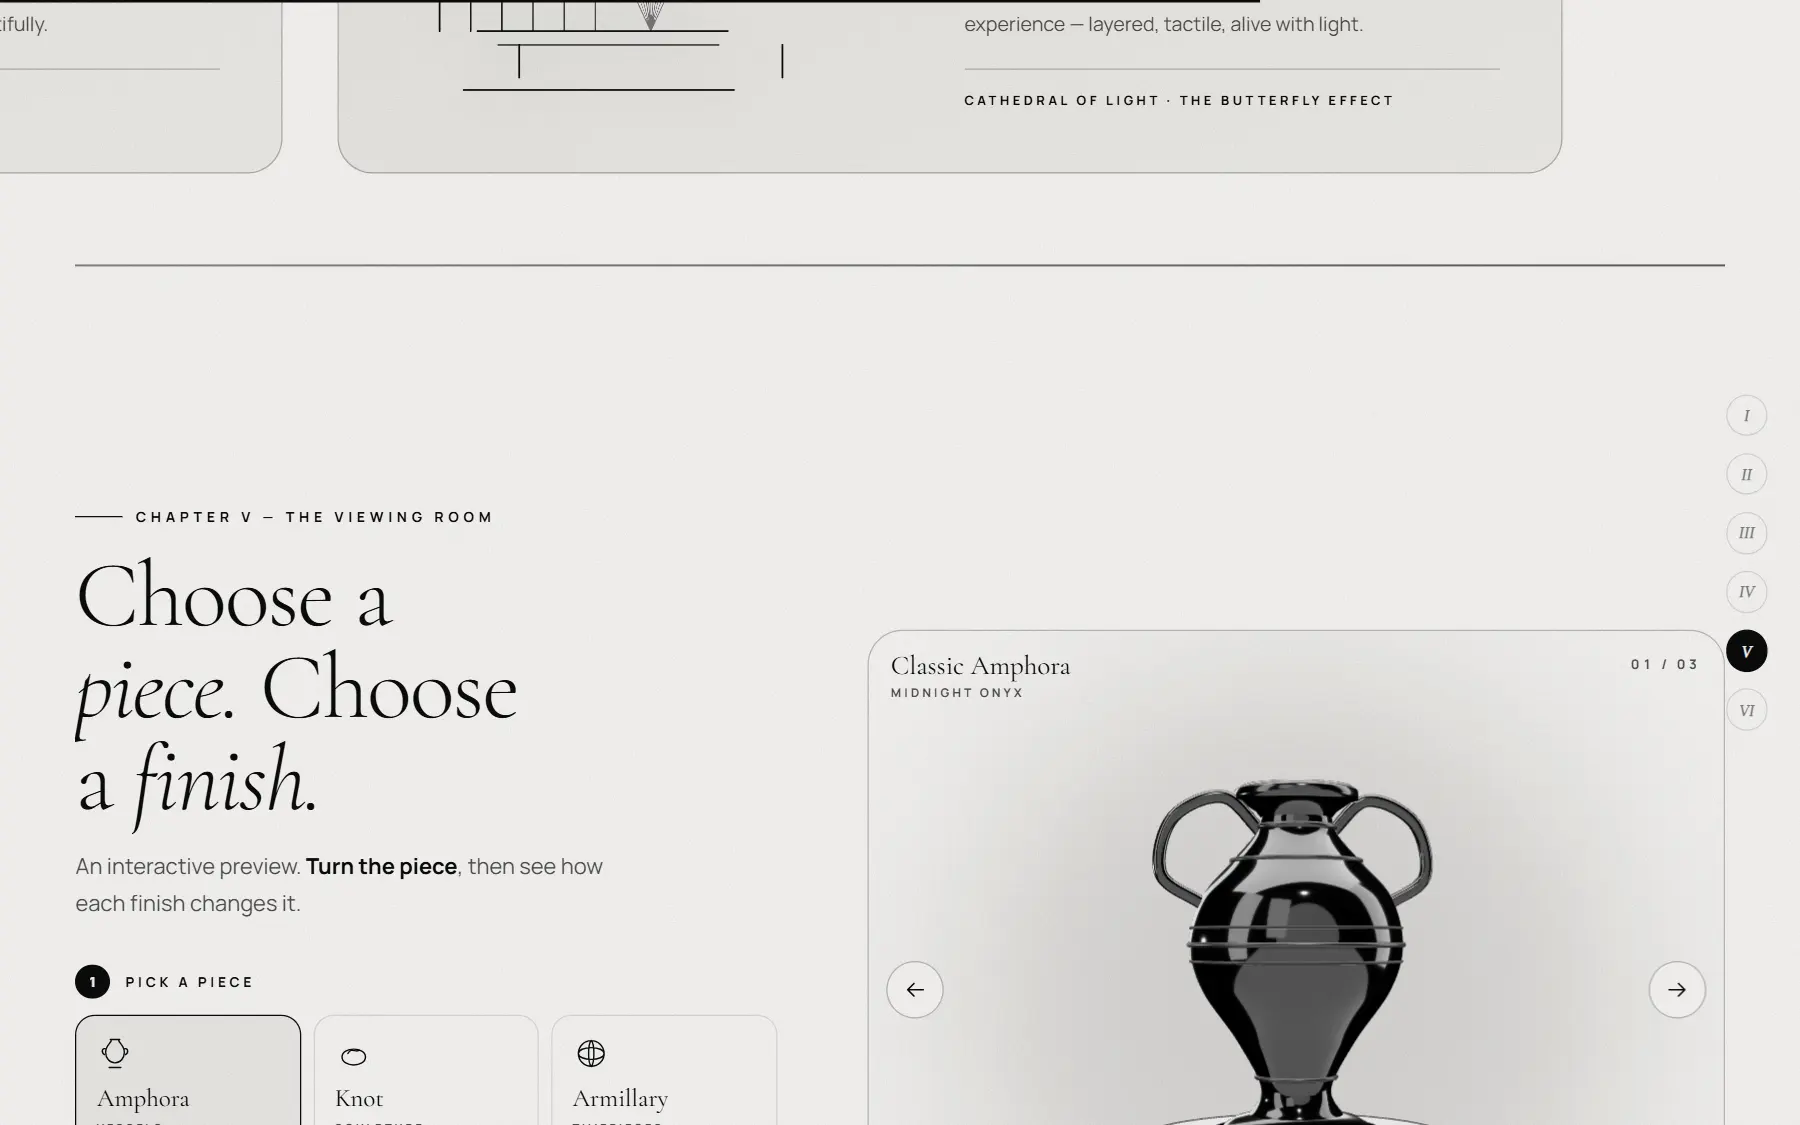 tifully.
experience — layered, tactile, alive with light.
CATHEDRAL OF LIGHT · THE BUTTERFLY EFFECT
I
II
III
IV
V
VI
CHAPTER V — THE VIEWING ROOM
Choose a
piece. Choose
a finish.
An interactive preview. Turn the piece, then see how
each finish changes it.
1 PICK A PIECE
Amphora
Knot
Armillary
Classic Amphora
MIDNIGHT ONYX
01 / 03